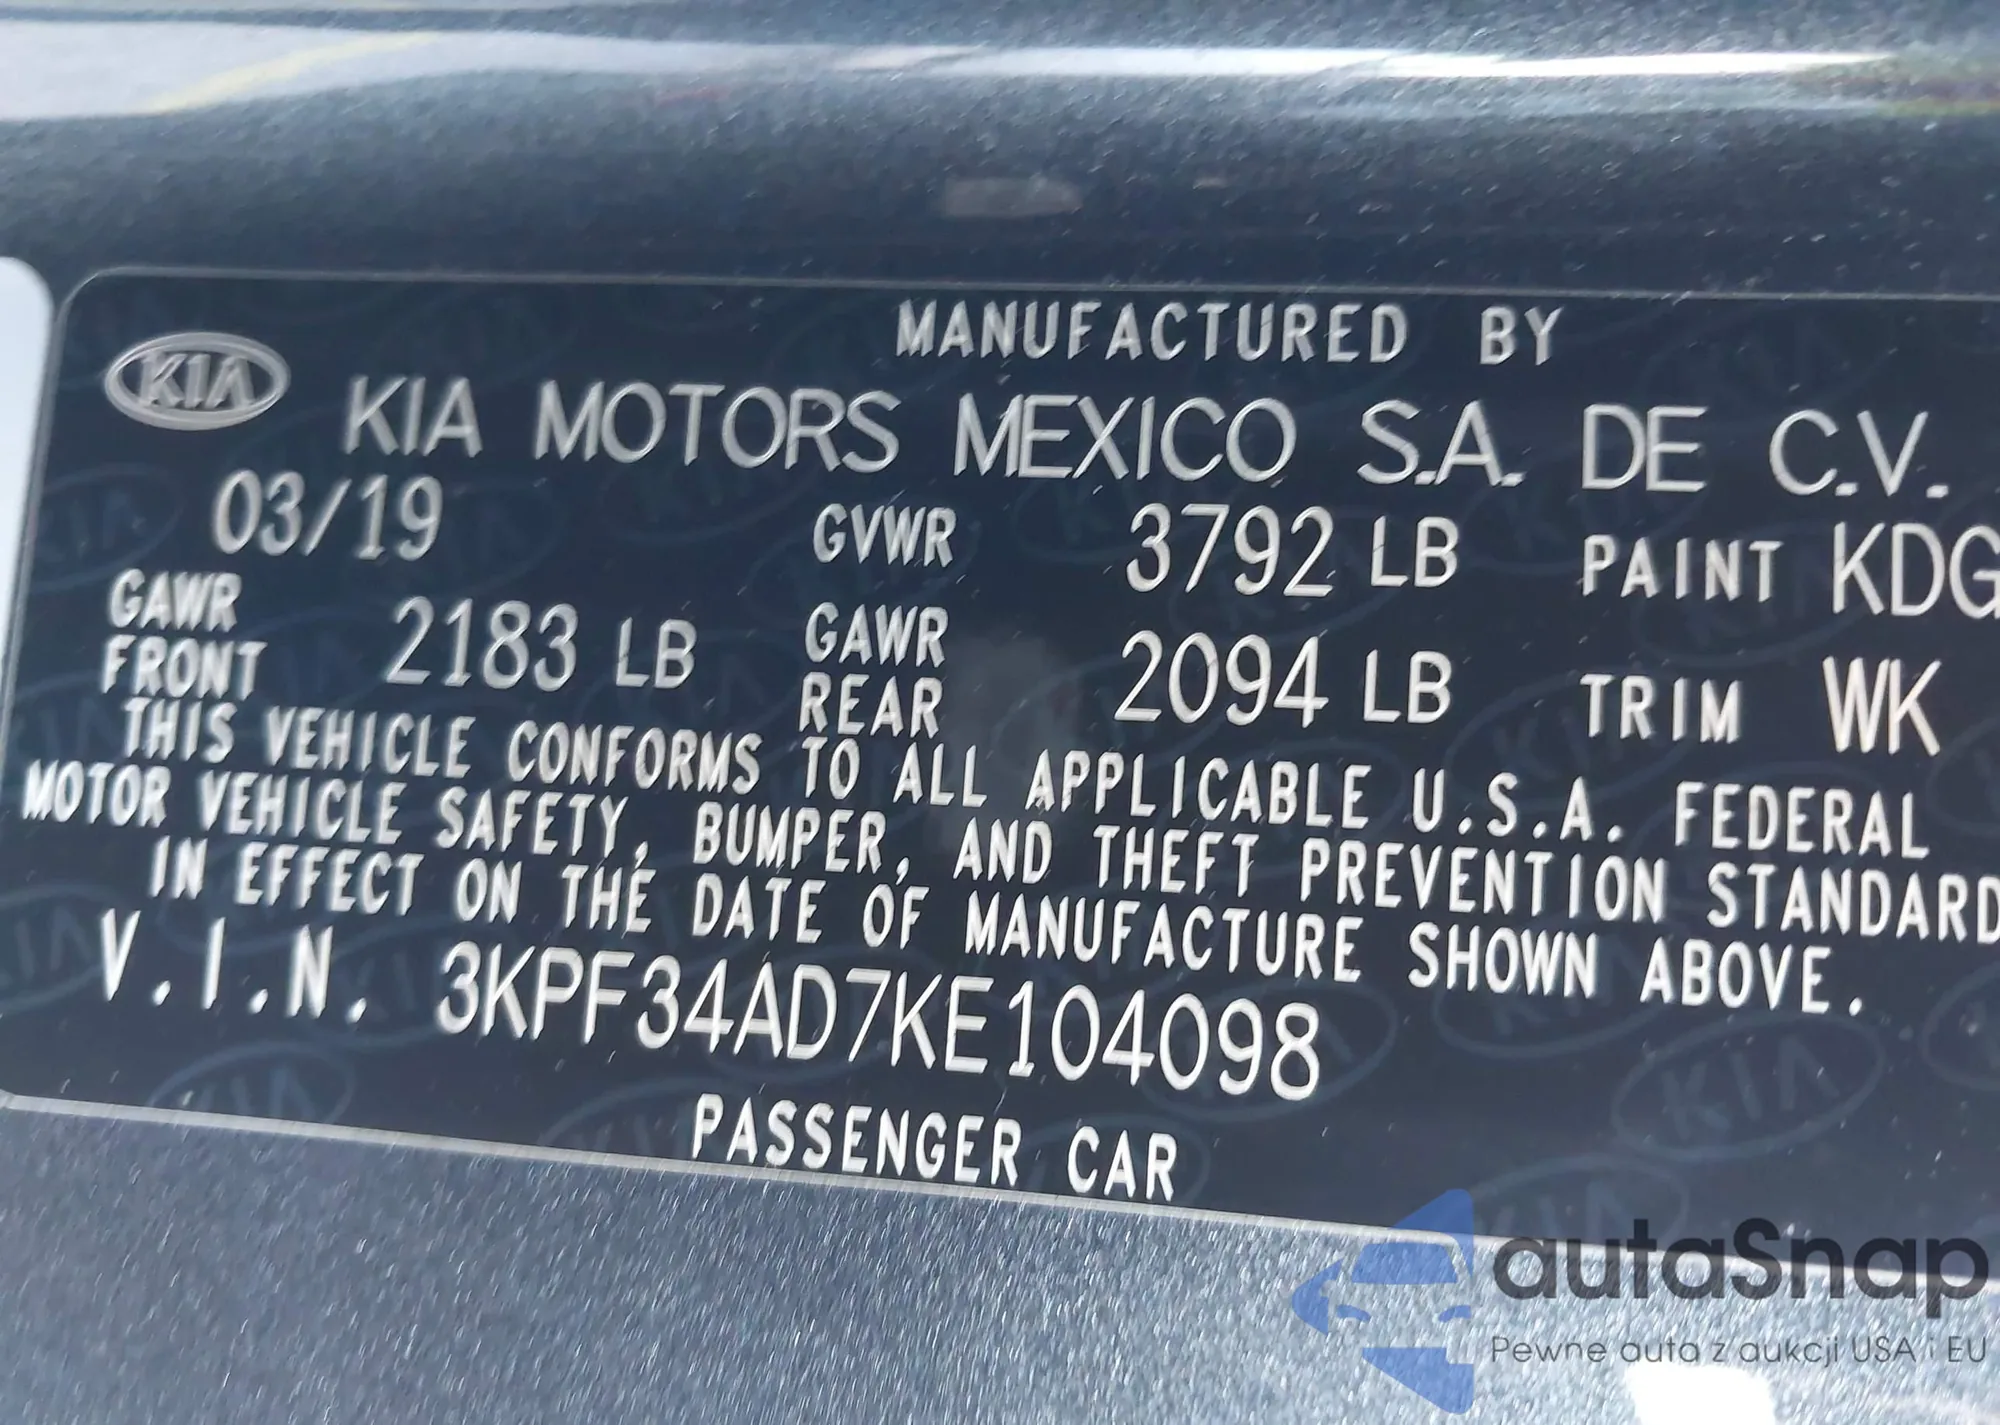 MANUFACTURED BY
KIA KIA MOTORS MEXICO S.A. DE C.V.
03/19 GVWR 3792 LB PAINT KDG
GAWR FRONT 2183 LB GAWR REAR 2094 LB TRIM WK
THIS VEHICLE CONFORMS TO ALL APPLICABLE U.S.A. FEDERAL
MOTOR VEHICLE SAFETY, BUMPER, AND THEFT PREVENTION STANDARD
IN EFFECT ON THE DATE OF MANUFACTURE SHOWN ABOVE.
V.I.N. 3KPF34AD7KE104098
PASSENGER CAR
autaSnap
Pewne auta z aukcji USA i EU